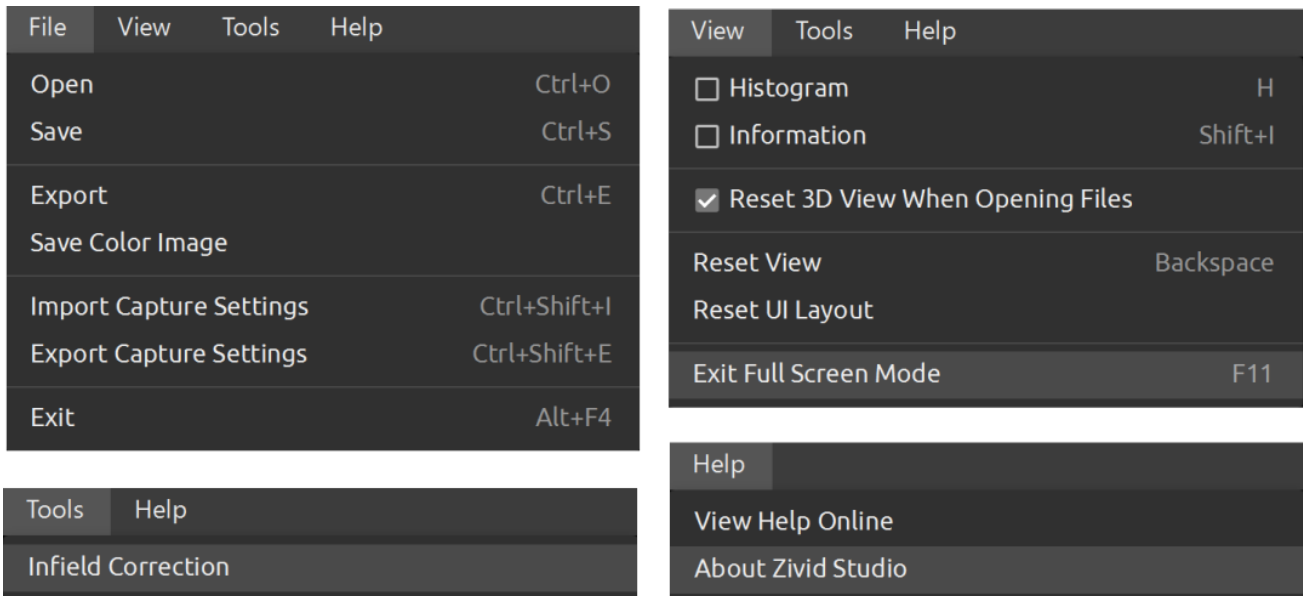 File View Tools Help
Open Ctrl+O
Save Ctrl+S
Export Ctrl+E
Save Color Image
Import Capture Settings Ctrl+Shift+I
Export Capture Settings Ctrl+Shift+E
Exit Alt+F4
Tools Help
Infield Correction
View Tools Help
Histogram H
Information Shift+I
Reset 3D View When Opening Files
Reset View Backspace
Reset UI Layout
Exit Full Screen Mode F11
Help
View Help Online
About Zivid Studio